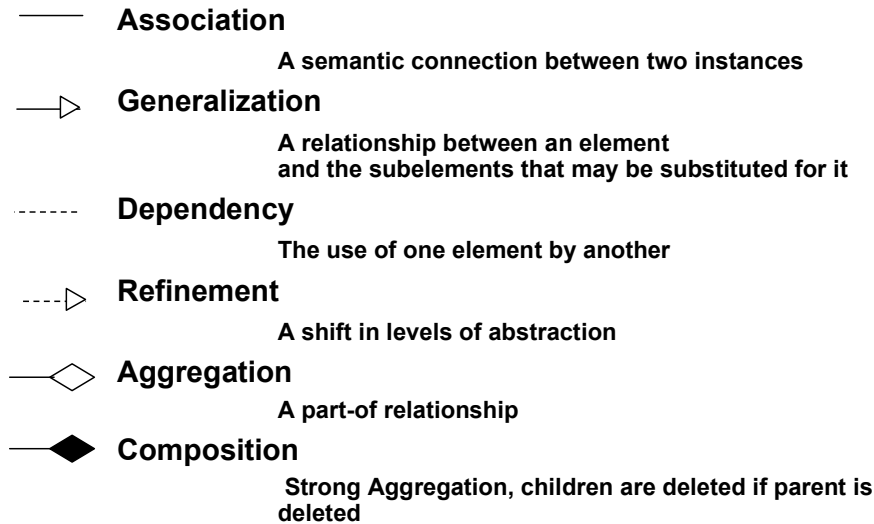 Association
A semantic connection between two instances
Generalization
A relationship between an element
and the subelements that may be substituted for it
Dependency
The use of one element by another
Refinement
A shift in levels of abstraction
Aggregation
A part-of relationship
Composition
Strong Aggregation, children are deleted if parent is
deleted